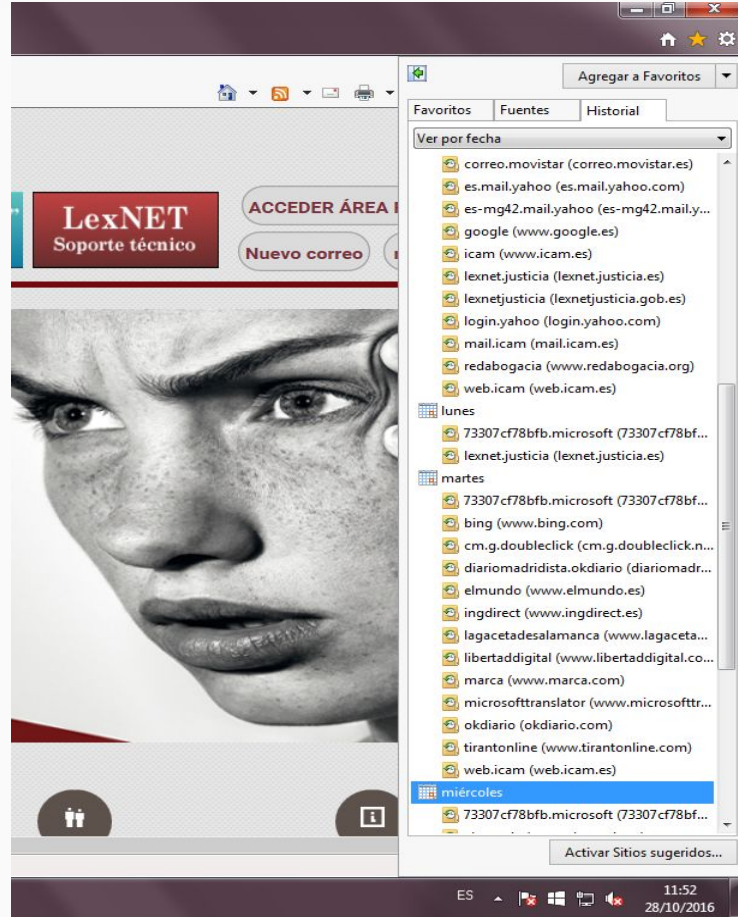 Agregar a Favoritos
Favoritos Fuentes Historial
Ver por fecha
correo.movistar (correo.movistar.es)
es.mail.yahoo (es.mail.yahoo.com)
es-mg42.mail.yahoo (es-mg42.mail.y...
google (www.google.es)
icam (www.icam.es)
lexnet.justicia (lexnet.justicia.es)
lexnetjusticia (lexnetjusticia.gob.es)
login.yahoo (login.yahoo.com)
mail.icam (mail.icam.es)
redabogacia (www.redabogacia.org)
web.icam (web.icam.es)
lunes
73307cf78bfb.microsoft (73307cf78bf...
lexnet.justicia (lexnet.justicia.es)
martes
73307cf78bfb.microsoft (73307cf78bf...
bing (www.bing.com)
cm.g.doubleclick (cm.g.doubleclick.n...
diariomadridista.okdiario (diariomadr...
elmundo (www.elmundo.es)
ingdirect (www.ingdirect.es)
lagacetadesalamanca (www.lagaceta...
libertaddigital (www.libertaddigital.co...
marca (www.marca.com)
microsofttranslator (www.microsofttr...
okdiario (okdiario.com)
tirantonline (www.tirantonline.com)
web.icam (web.icam.es)
miércoles
73307cf78bfb.microsoft (73307cf78bf...
Activar Sitios sugeridos...
LexNET
Soporte técnico
ACCEDER ÁREA
Nuevo correo
ES
11:52
28/10/2016